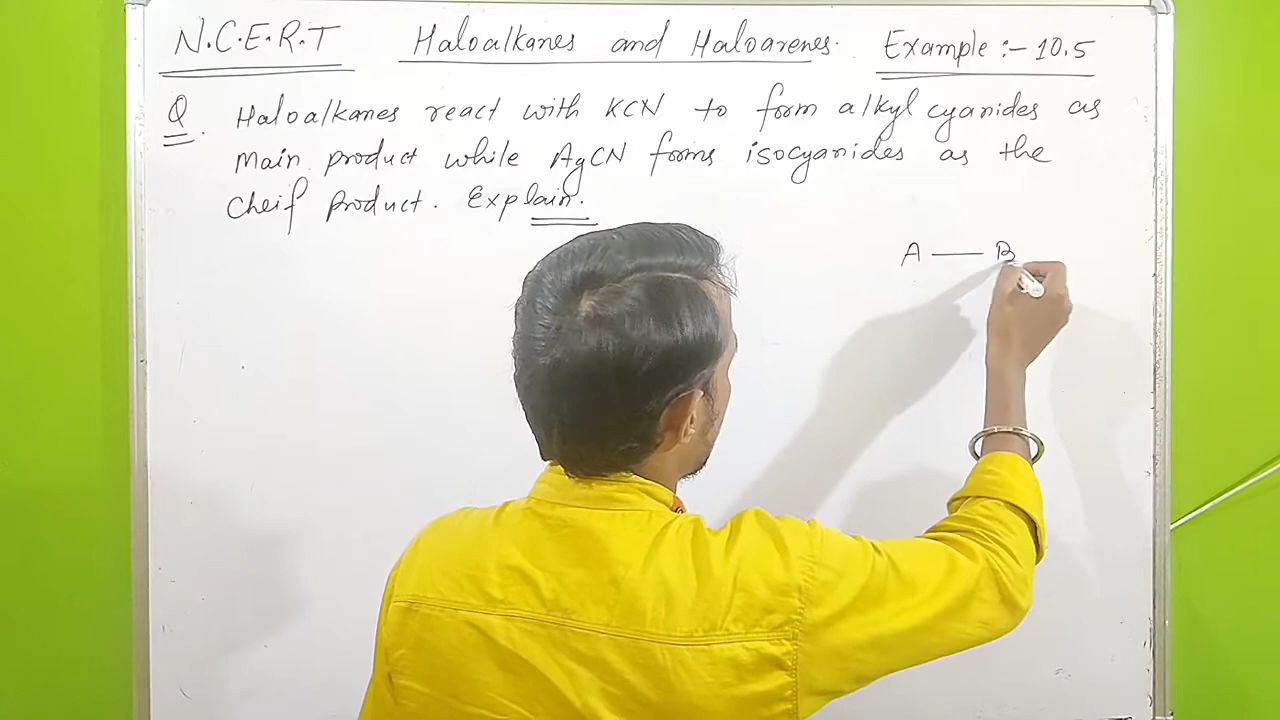 N.C.E.R.T Haloalkanes and Haloarenes. Example :- 10.5
Q. Haloalkanes react with KCN to form alkyl cyanides as
main product while AgCN forms isocyanides as the
Cheif Product. Explain.
A — B